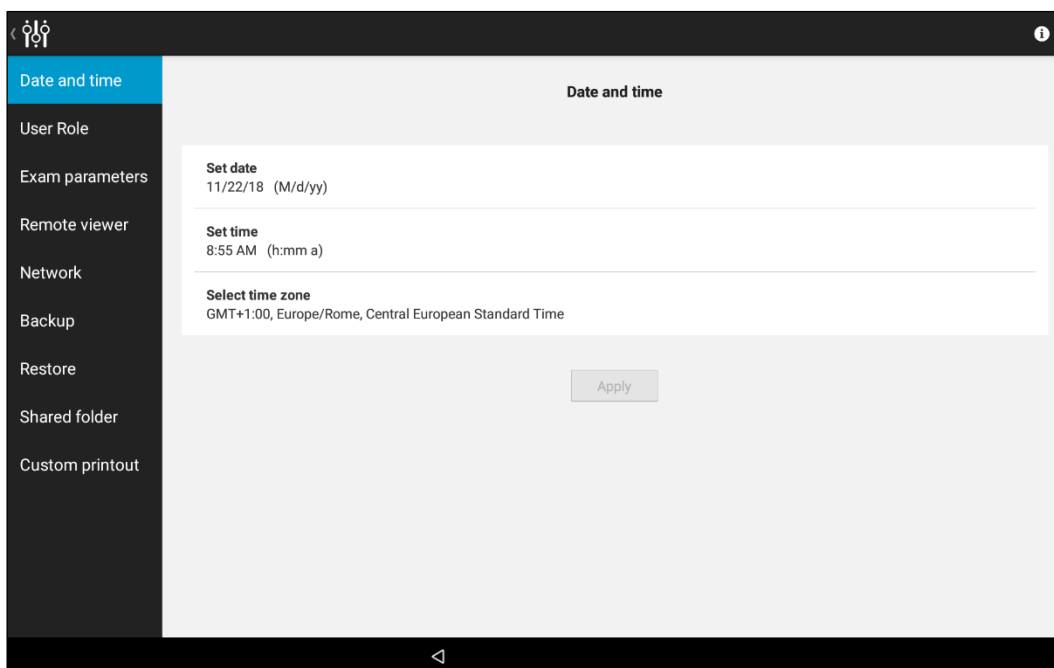 Date and time
User Role
Exam parameters
Remote viewer
Network
Backup
Restore
Shared folder
Custom printout
Date and time
Set date
11/22/18 (M/d/yy)
Set time
8:55 AM (h:mm a)
Select time zone
GMT+1:00, Europe/Rome, Central European Standard Time
Apply